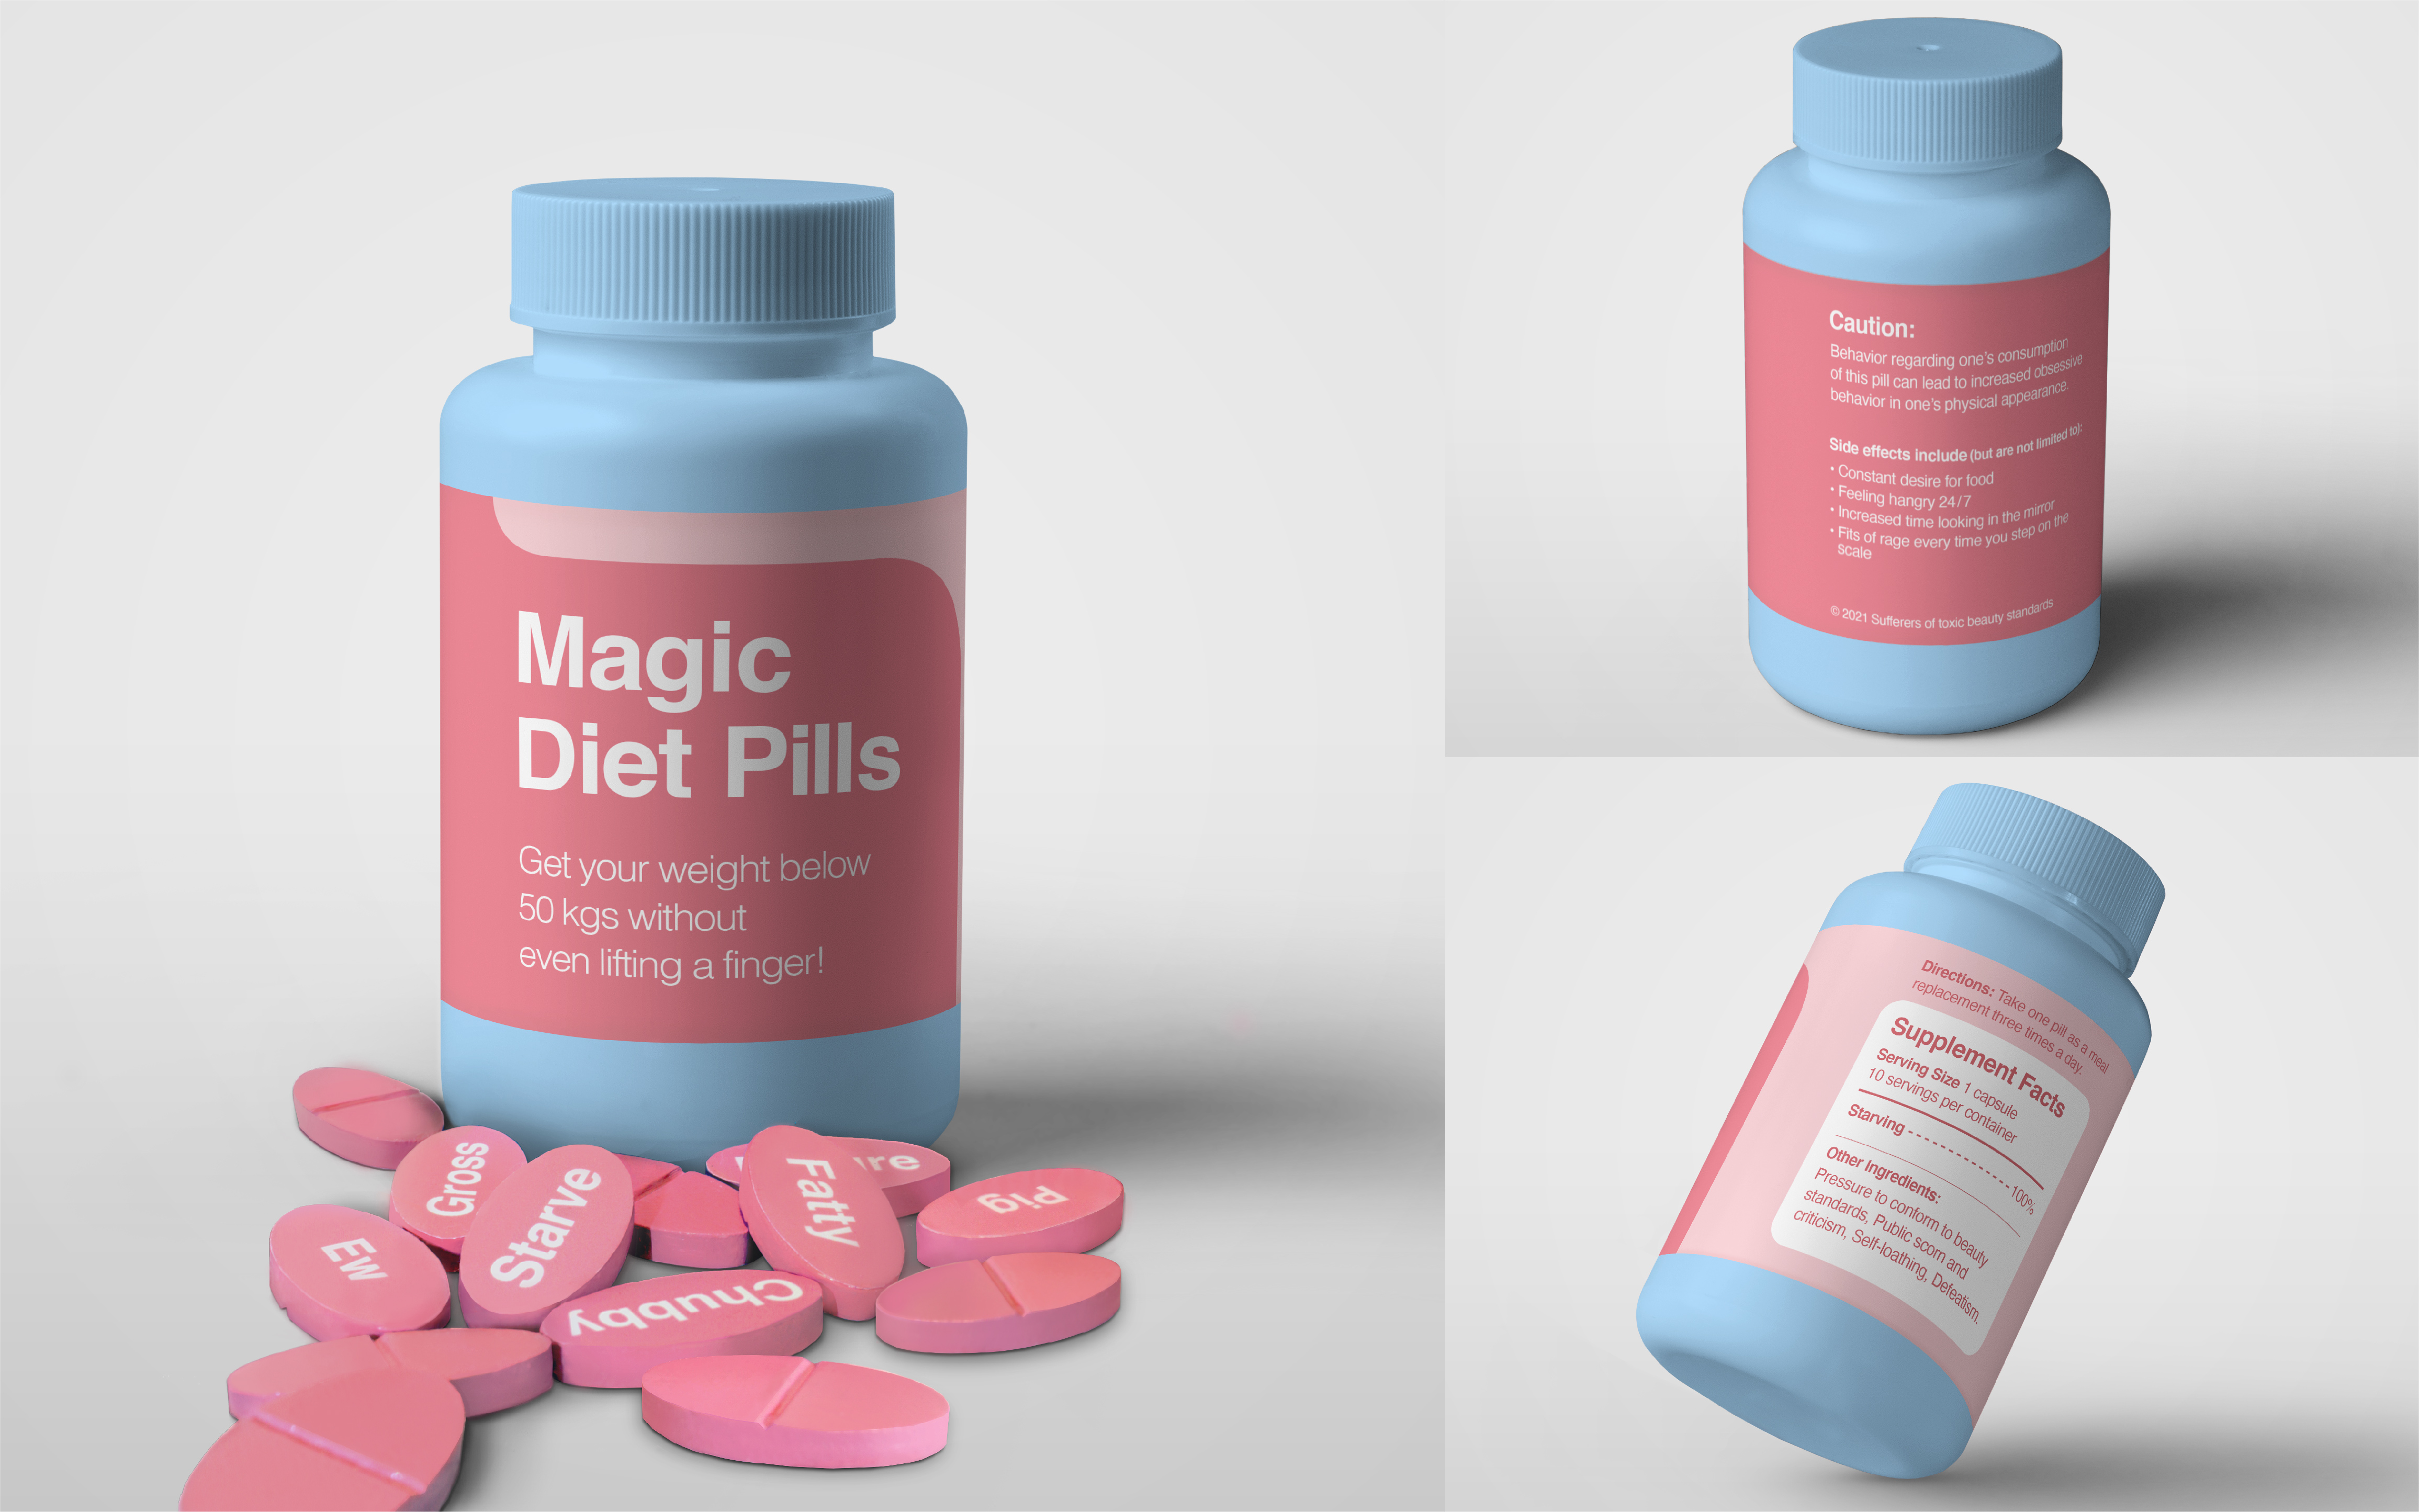 Magic
Diet Pills
Get your weight below
50 kgs without
even lifting a finger!
Gross
Starve
Ew
Fatty
Pig
Chubby
Caution:
Behavior regarding one's consumption
of this pill can lead to increased obsessive
behavior in one's physical appearance.
Side effects include (but are not limited to):
• Constant desire for food
• Feeling hangry 24/7
• Increased time looking in the mirror
• Fits of rage every time you step on the
scale
© 2021 Sufferers of toxic beauty standards
Directions: Take one pill as a meal
replacement three times a day.
Supplement Facts
Serving Size 1 capsule
10 servings per container
Starving ------------ 100%
Other Ingredients:
Pressure to conform to beauty
standards, Public scorn and
criticism, Self-loathing, Defeatism.